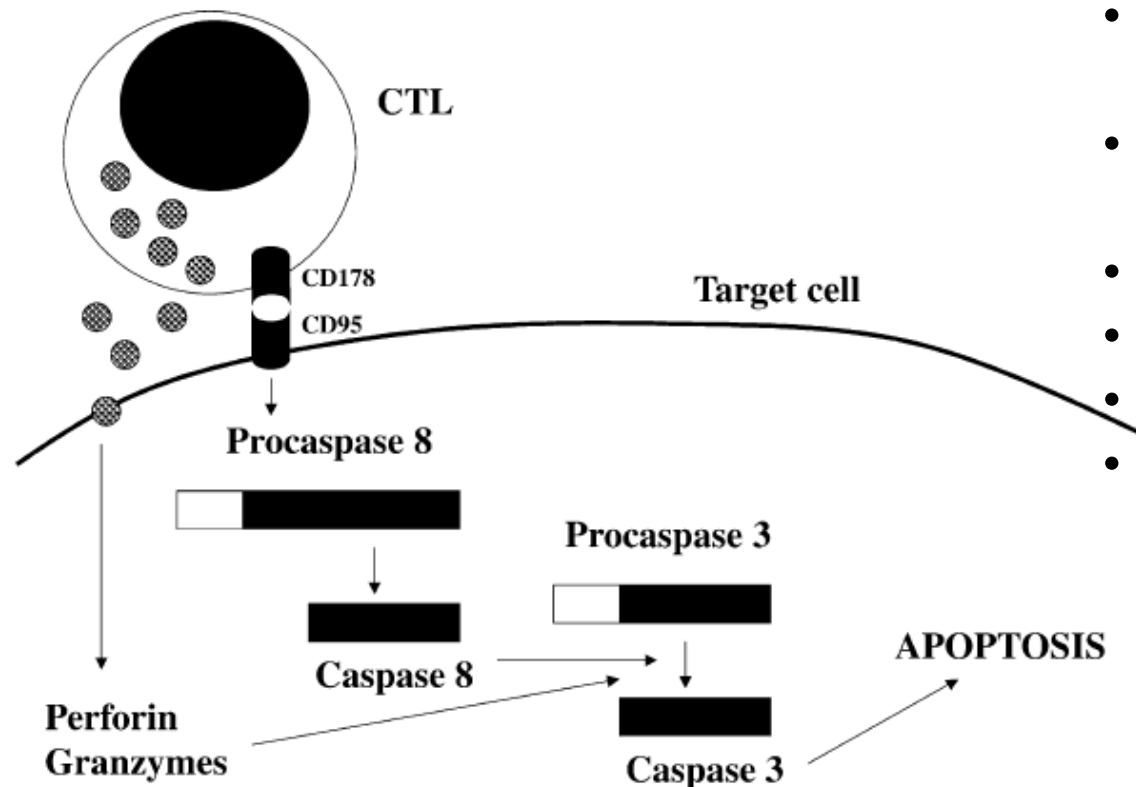 CTL
CD178
Target cell
CD95
Procaspase 8
Procaspase 3
APOPTOSIS
Caspase 8
Perforin
Granzymes
Caspase 3